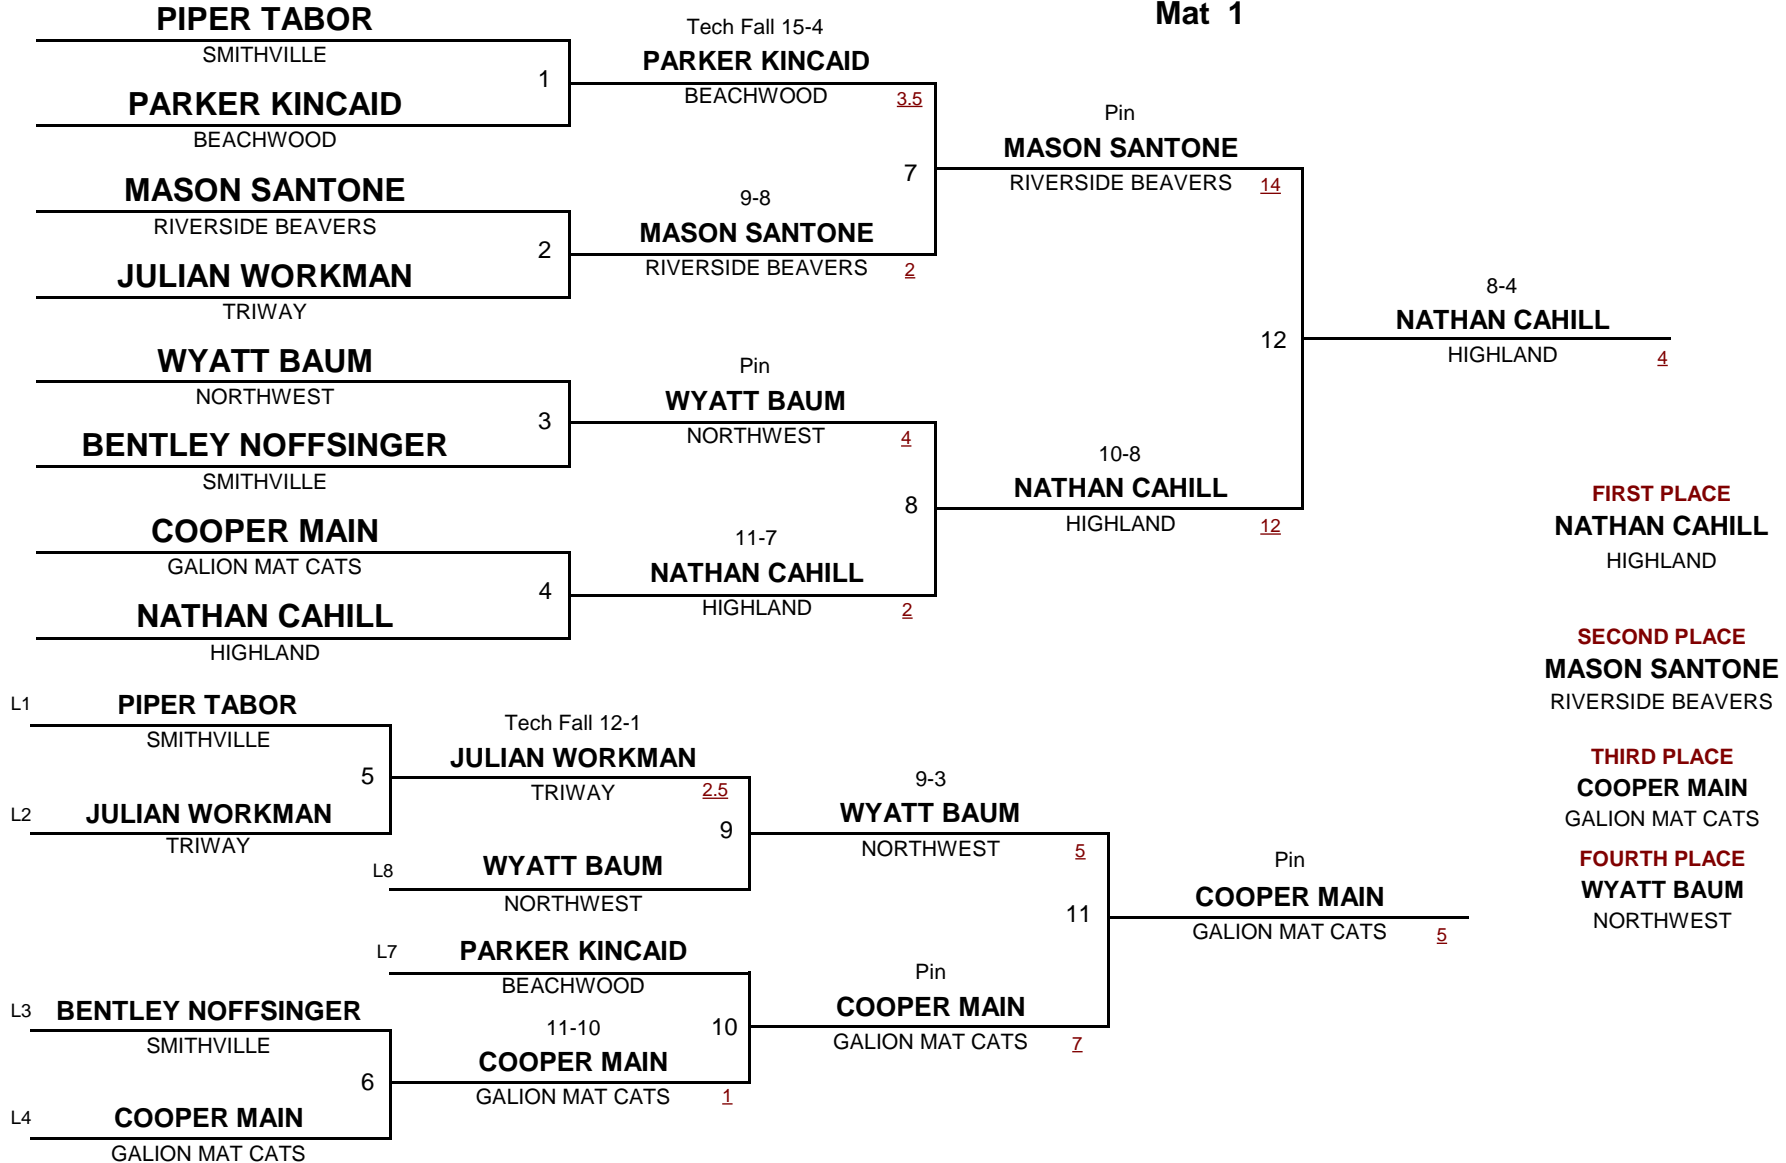 Mat 1
PIPER TABOR
SMITHVILLE
1
PARKER KINCAID
BEACHWOOD
MASON SANTONE
RIVERSIDE BEAVERS
2
JULIAN WORKMAN
TRIWAY
WYATT BAUM
NORTHWEST
3
BENTLEY NOFFSINGER
SMITHVILLE
COOPER MAIN
GALION MAT CATS
4
NATHAN CAHILL
HIGHLAND
Tech Fall 15-4
PARKER KINCAID
BEACHWOOD 3.5
7
9-8
MASON SANTONE
RIVERSIDE BEAVERS 2
Pin
WYATT BAUM
NORTHWEST 4
8
11-7
NATHAN CAHILL
HIGHLAND 2
Pin
MASON SANTONE
RIVERSIDE BEAVERS 14
12
10-8
NATHAN CAHILL
HIGHLAND 12
8-4
NATHAN CAHILL
HIGHLAND 4
L1 PIPER TABOR
SMITHVILLE
5
L2 JULIAN WORKMAN
TRIWAY
L3 BENTLEY NOFFSINGER
SMITHVILLE
6
L4 COOPER MAIN
GALION MAT CATS
Tech Fall 12-1
JULIAN WORKMAN
TRIWAY 2.5
9
L8 WYATT BAUM
NORTHWEST
L7 PARKER KINCAID
BEACHWOOD
10
11-10
COOPER MAIN
GALION MAT CATS 1
9-3
WYATT BAUM
NORTHWEST 5
11
Pin
COOPER MAIN
GALION MAT CATS 7
Pin
COOPER MAIN
GALION MAT CATS 5
FIRST PLACE
NATHAN CAHILL
HIGHLAND
SECOND PLACE
MASON SANTONE
RIVERSIDE BEAVERS
THIRD PLACE
COOPER MAIN
GALION MAT CATS
FOURTH PLACE
WYATT BAUM
NORTHWEST